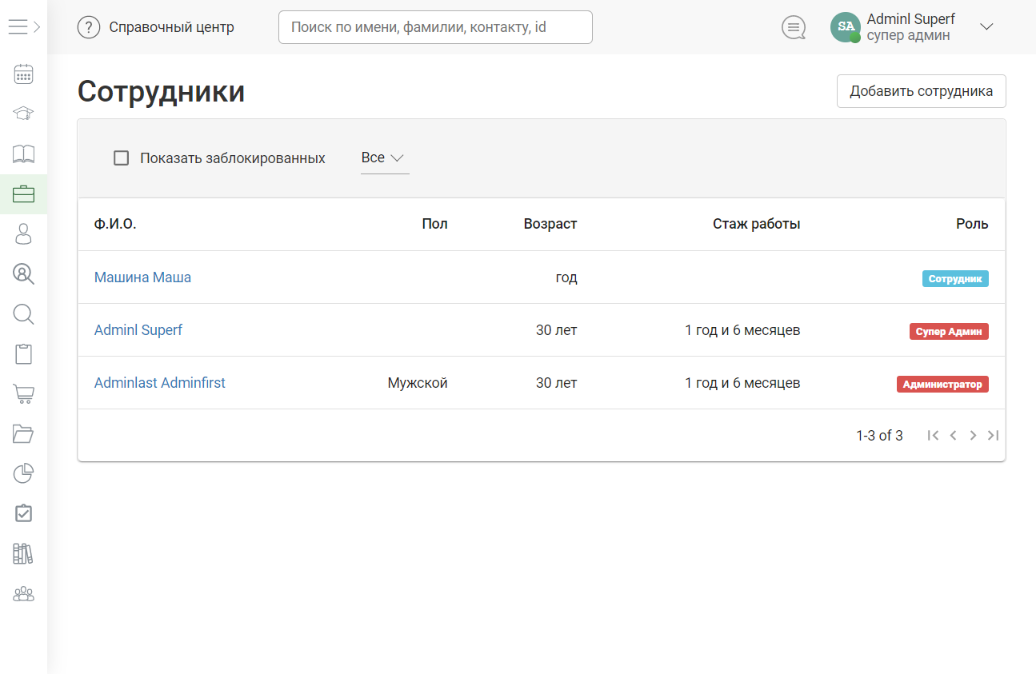 ? Справочный центр
Поиск по имени, фамилии, контакту, id
SA
Adminl Superf
супер админ
Сотрудники
Добавить сотрудника
Показать заблокированных
Все
Ф.И.О. Пол Возраст Стаж работы Роль
Машина Маша год Сотрудник
Adminl Superf 30 лет 1 год и 6 месяцев Супер Админ
Adminlast Adminfirst Мужской 30 лет 1 год и 6 месяцев Администратор
1-3 of 3